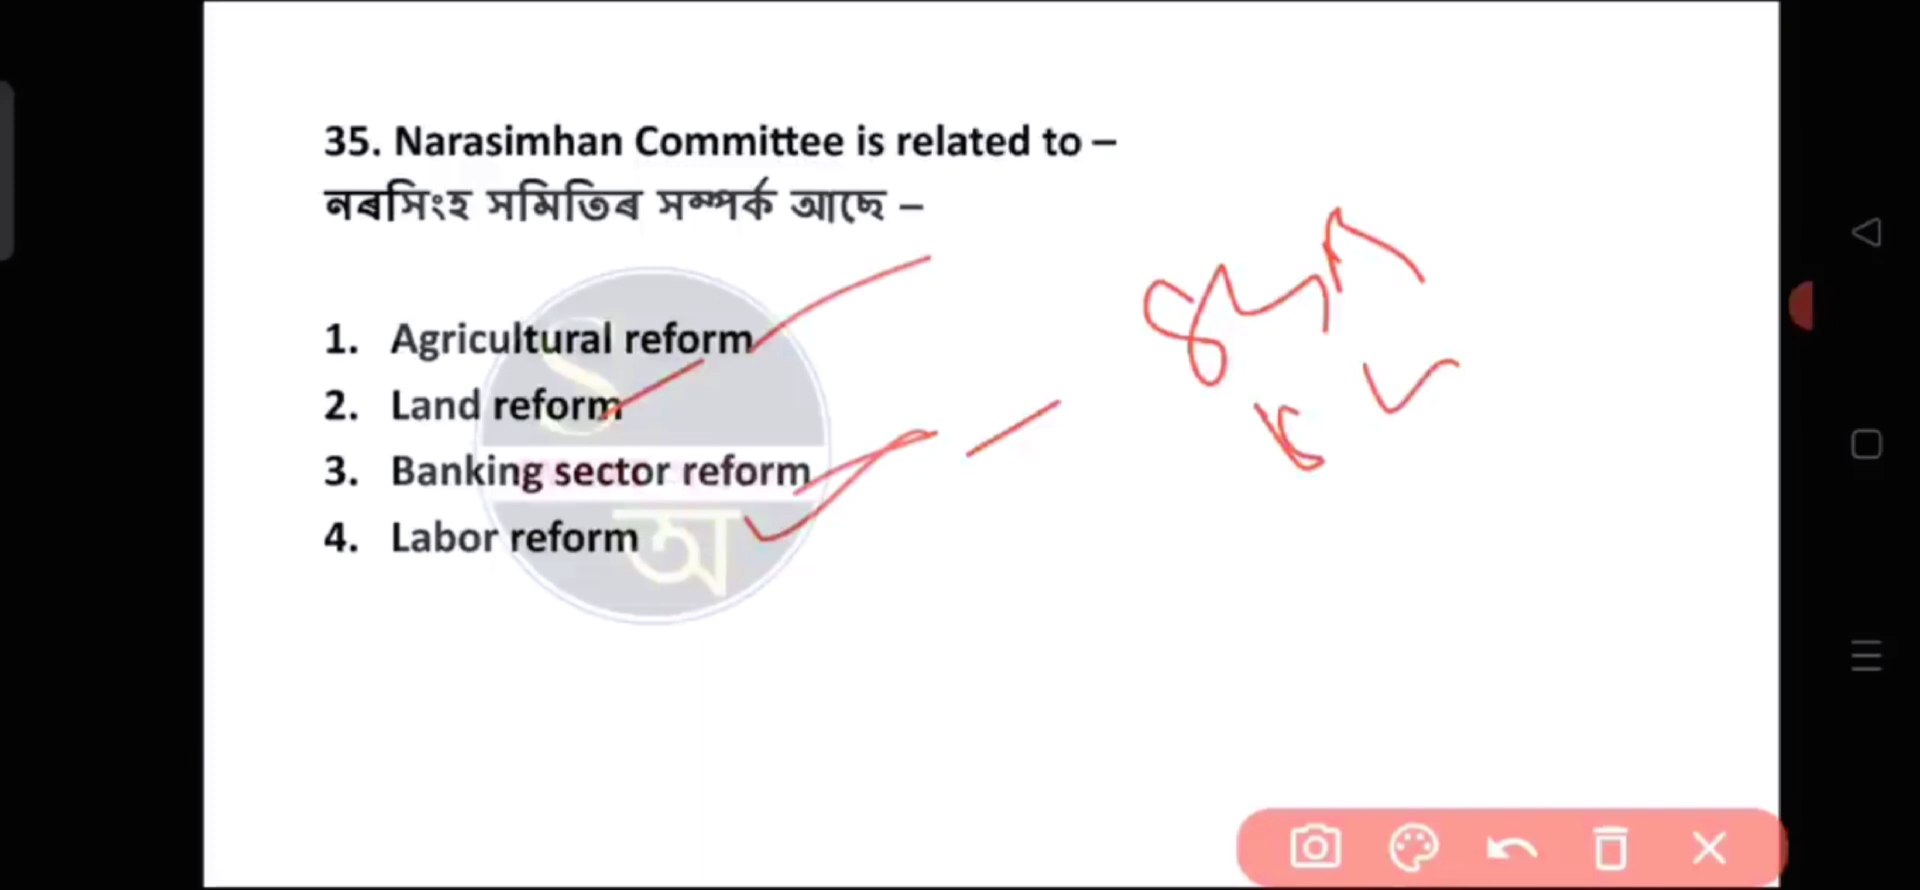 35. Narasimhan Committee is related to –
নৰসিংহ সমিতিৰ সম্পৰ্ক আছে –
1. Agricultural reform
2. Land reform
3. Banking sector reform
4. Labor reform
অ